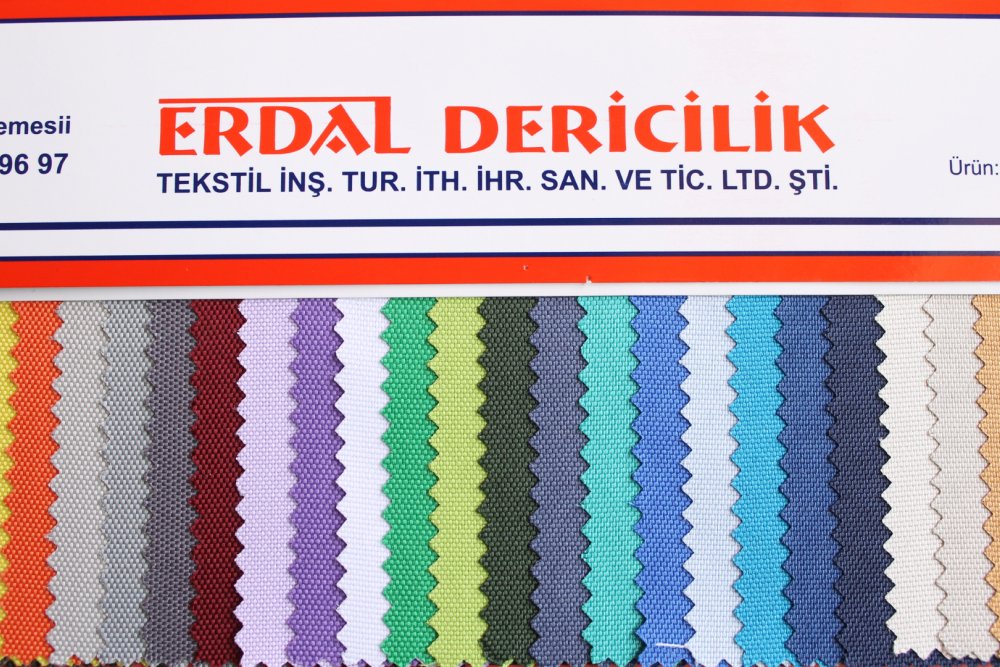 emesii
96 97
ERDAL DERİCİLİK
TEKSTİL İNŞ. TUR. İTH. İHR. SAN. VE TİC. LTD. ŞTİ.
Ürün: